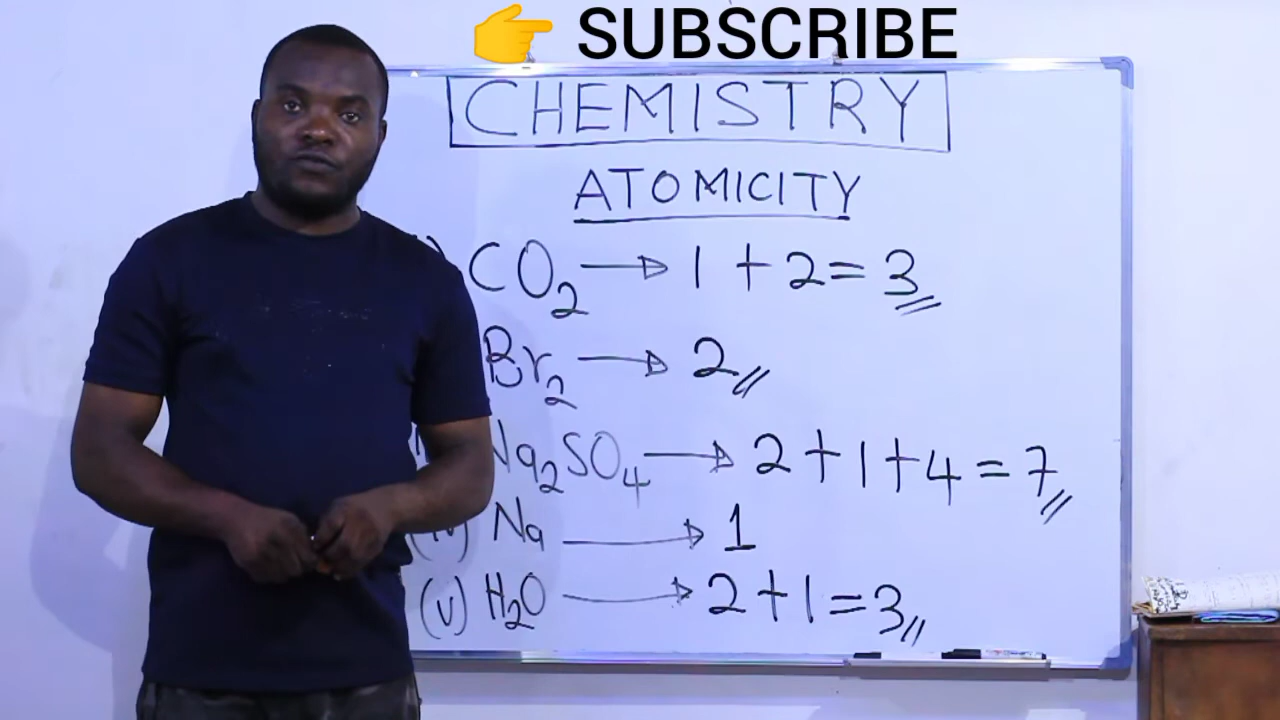 👉 SUBSCRIBE
CHEMISTRY
ATOMICITY
CO₂ → 1 + 2 = 3
Br₂ → 2
Na₂SO₄ → 2 + 1 + 4 = 7
(iv) Na → 1
(v) H₂O → 2 + 1 = 3